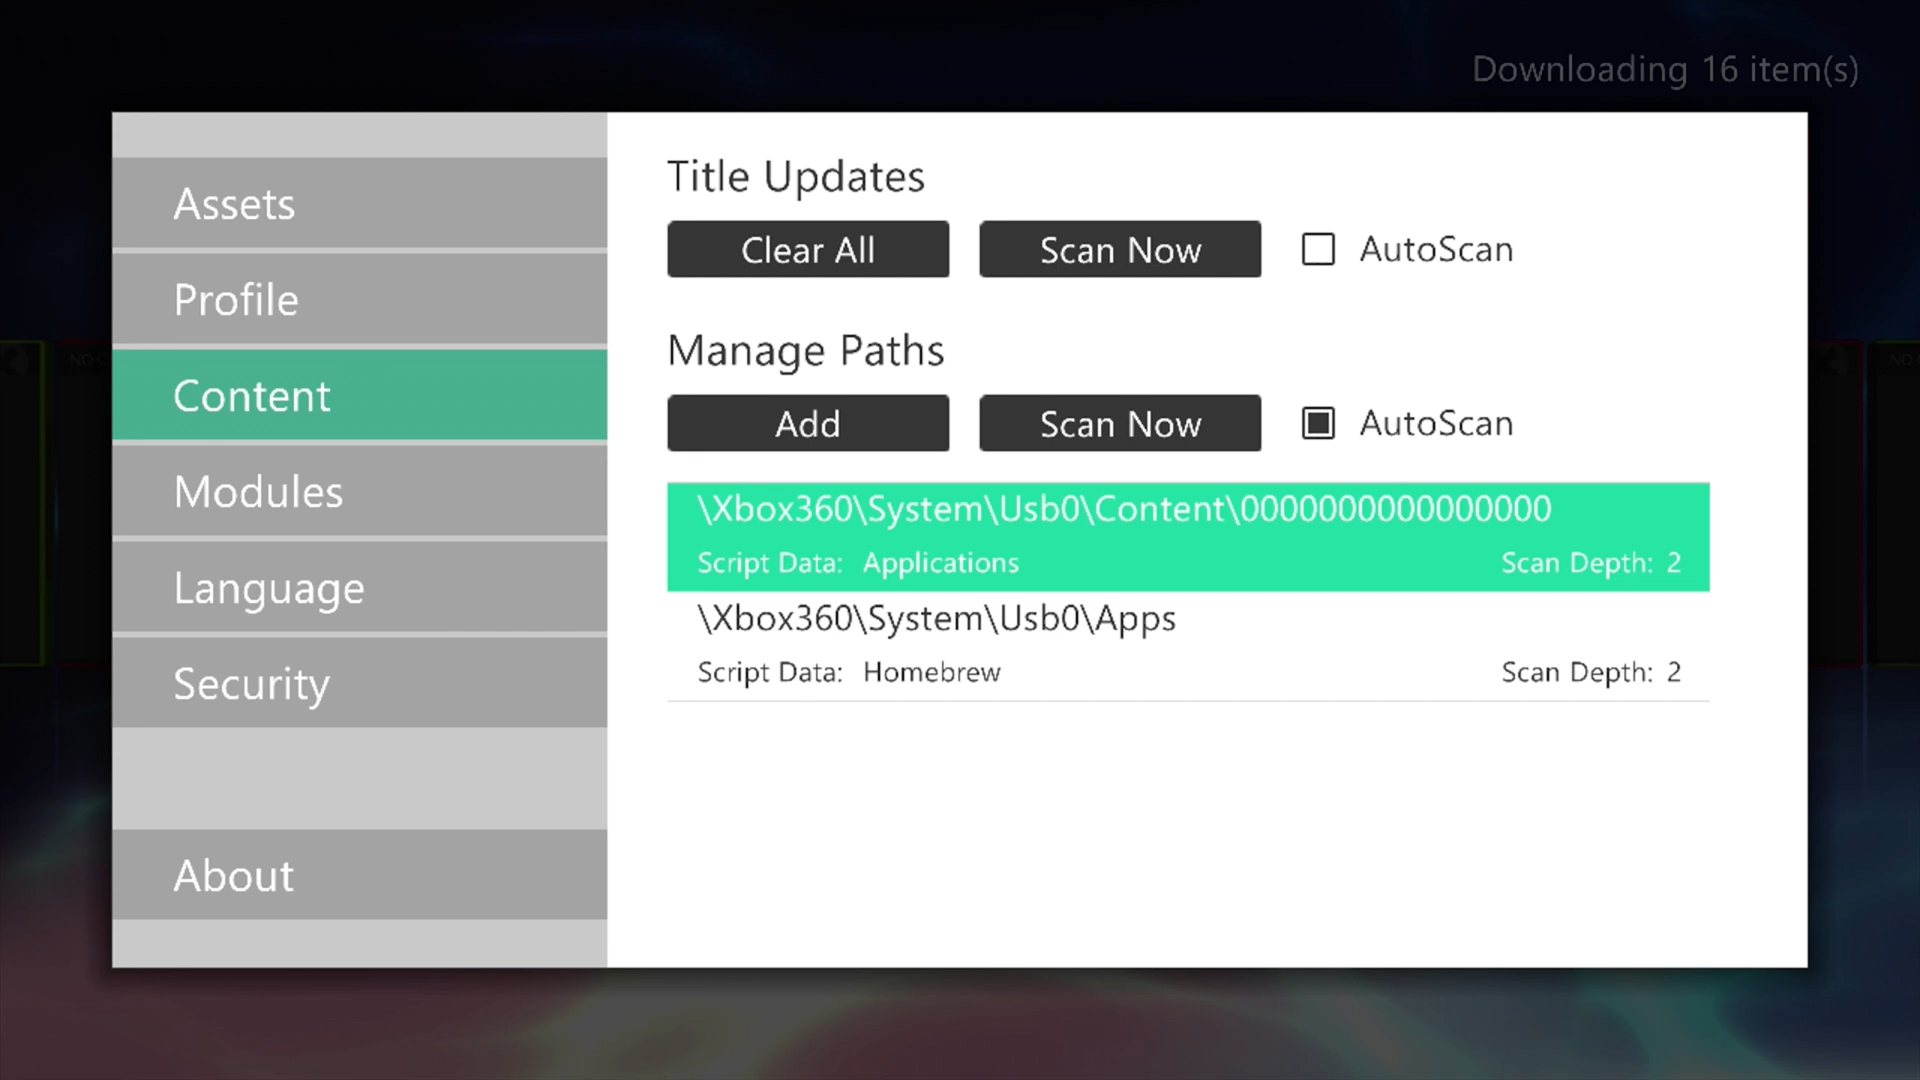 Downloading 16 item(s)
Assets
Profile
Content
Modules
Language
Security
About
Title Updates
Clear All
Scan Now
AutoScan
Manage Paths
Add
Scan Now
AutoScan
\Xbox360\System\Usb0\Content\0000000000000000
Script Data: Applications
Scan Depth: 2
\Xbox360\System\Usb0\Apps
Script Data: Homebrew
Scan Depth: 2